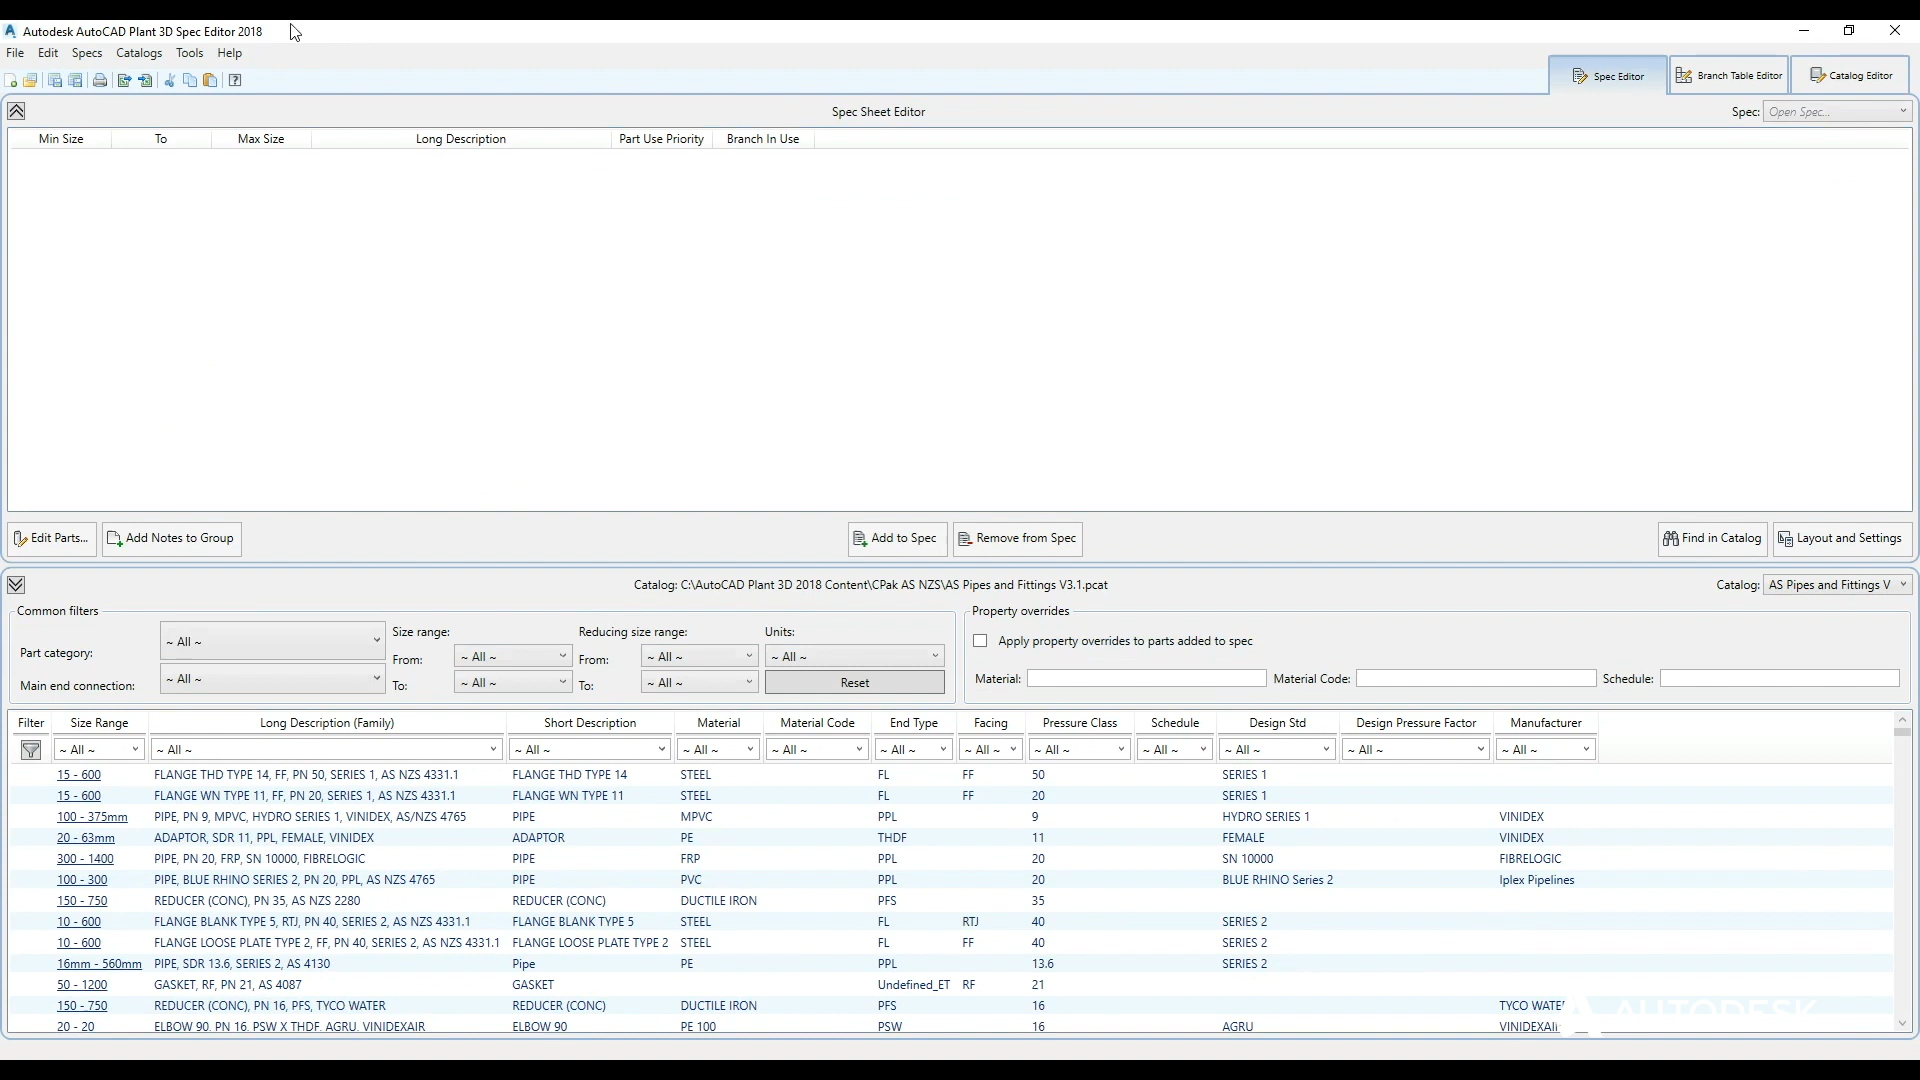 Autodesk AutoCAD Plant 3D Spec Editor 2018
File Edit Specs Catalogs Tools Help
Spec Editor Branch Table Editor Catalog Editor
Spec Sheet Editor Spec: Open Spec...
Min Size To Max Size Long Description Part Use Priority Branch In Use
Edit Parts... Add Notes to Group Add to Spec Remove from Spec Find in Catalog Layout and Settings
Catalog: C:\AutoCAD Plant 3D 2018 Content\CPak AS NZS\AS Pipes and Fittings V3.1.pcat Catalog: AS Pipes and Fittings V
Common filters Property overrides
Size range: Reducing size range: Units:
Part category: ~ All ~ Apply property overrides to parts added to spec
From: ~ All ~ From: ~ All ~ ~ All ~
Main end connection: ~ All ~ To: ~ All ~ To: ~ All ~ Reset Material: Material Code: Schedule:
Filter Size Range Long Description (Family) Short Description Material Material Code End Type Facing Pressure Class Schedule Design Std Design Pressure Factor Manufacturer
~ All ~ ~ All ~ ~ All ~ ~ All ~ ~ All ~ ~ All ~ ~ All ~ ~ All ~ ~ All ~ ~ All ~ ~ All ~ ~ All ~
15 - 600 FLANGE THD TYPE 14, FF, PN 50, SERIES 1, AS NZS 4331.1 FLANGE THD TYPE 14 STEEL FL FF 50 SERIES 1
15 - 600 FLANGE WN TYPE 11, FF, PN 20, SERIES 1, AS NZS 4331.1 FLANGE WN TYPE 11 STEEL FL FF 20 SERIES 1
100 - 375mm PIPE, PN 9, MPVC, HYDRO SERIES 1, VINIDEX, AS/NZS 4765 PIPE MPVC PPL 9 HYDRO SERIES 1 VINIDEX
20 - 63mm ADAPTOR, SDR 11, PPL, FEMALE, VINIDEX ADAPTOR PE THDF 11 FEMALE VINIDEX
300 - 1400 PIPE, PN 20, FRP, SN 10000, FIBRELOGIC PIPE FRP PPL 20 SN 10000 FIBRELOGIC
100 - 300 PIPE, BLUE RHINO SERIES 2, PN 20, PPL, AS NZS 4765 PIPE PVC PPL 20 BLUE RHINO Series 2 Iplex Pipelines
150 - 750 REDUCER (CONC), PN 35, AS NZS 2280 REDUCER (CONC) DUCTILE IRON PFS 35
10 - 600 FLANGE BLANK TYPE 5, RTJ, PN 40, SERIES 2, AS NZS 4331.1 FLANGE BLANK TYPE 5 STEEL FL RTJ 40 SERIES 2
10 - 600 FLANGE LOOSE PLATE TYPE 2, FF, PN 40, SERIES 2, AS NZS 4331.1 FLANGE LOOSE PLATE TYPE 2 STEEL FL FF 40 SERIES 2
16mm - 560mm PIPE, SDR 13.6, SERIES 2, AS 4130 Pipe PE PPL 13.6 SERIES 2
50 - 1200 GASKET, RF, PN 21, AS 4087 GASKET Undefined_ET RF 21
150 - 750 REDUCER (CONC), PN 16, PFS, TYCO WATER REDUCER (CONC) DUCTILE IRON PFS 16 TYCO WATER
20 - 20 ELBOW 90, PN 16, PSW X THDF, AGRU, VINIDEXAIR ELBOW 90 PE 100 PSW 16 AGRU VINIDEXAIR
AUTODESK